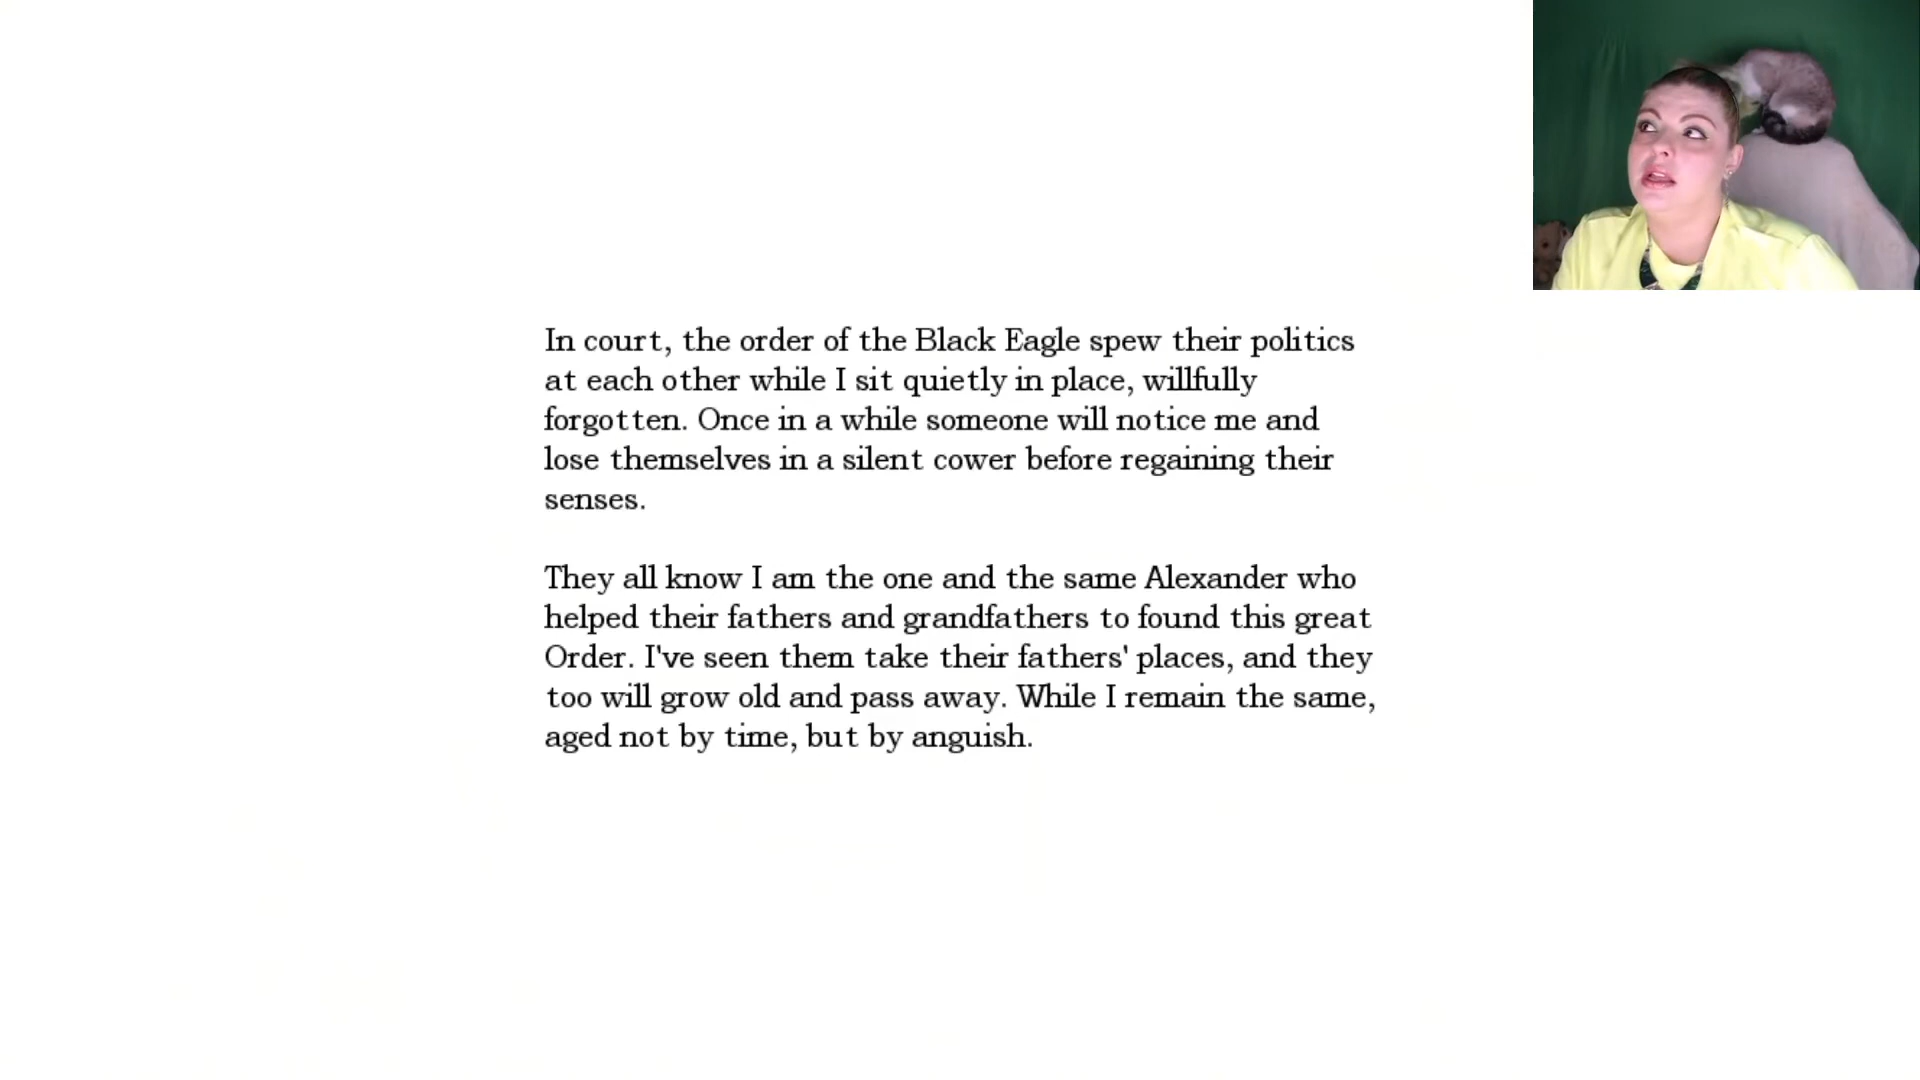 In court, the order of the Black Eagle spew their politics
at each other while I sit quietly in place, willfully
forgotten. Once in a while someone will notice me and
lose themselves in a silent cower before regaining their
senses.
They all know I am the one and the same Alexander who
helped their fathers and grandfathers to found this great
Order. I've seen them take their fathers' places, and they
too will grow old and pass away. While I remain the same,
aged not by time, but by anguish.